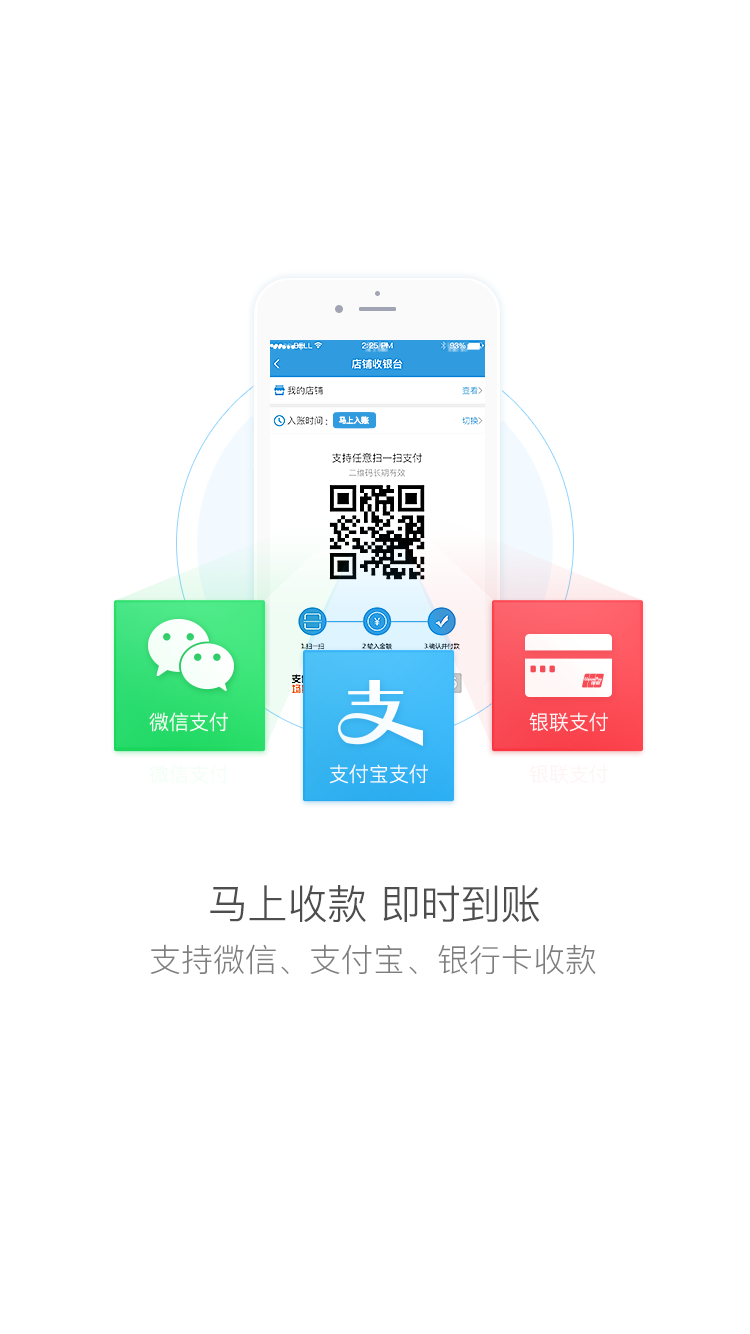 BELL 2:25 PM 93%
店铺收银台
我的店铺 查看
入账时间: 马上入账 切换
支持任意扫一扫支付
二维码长期有效
1.扫一扫 2.输入金额 3.确认并付款
支
微信支付
支付宝支付
银联支付
马上收款 即时到账
支持微信、支付宝、银行卡收款